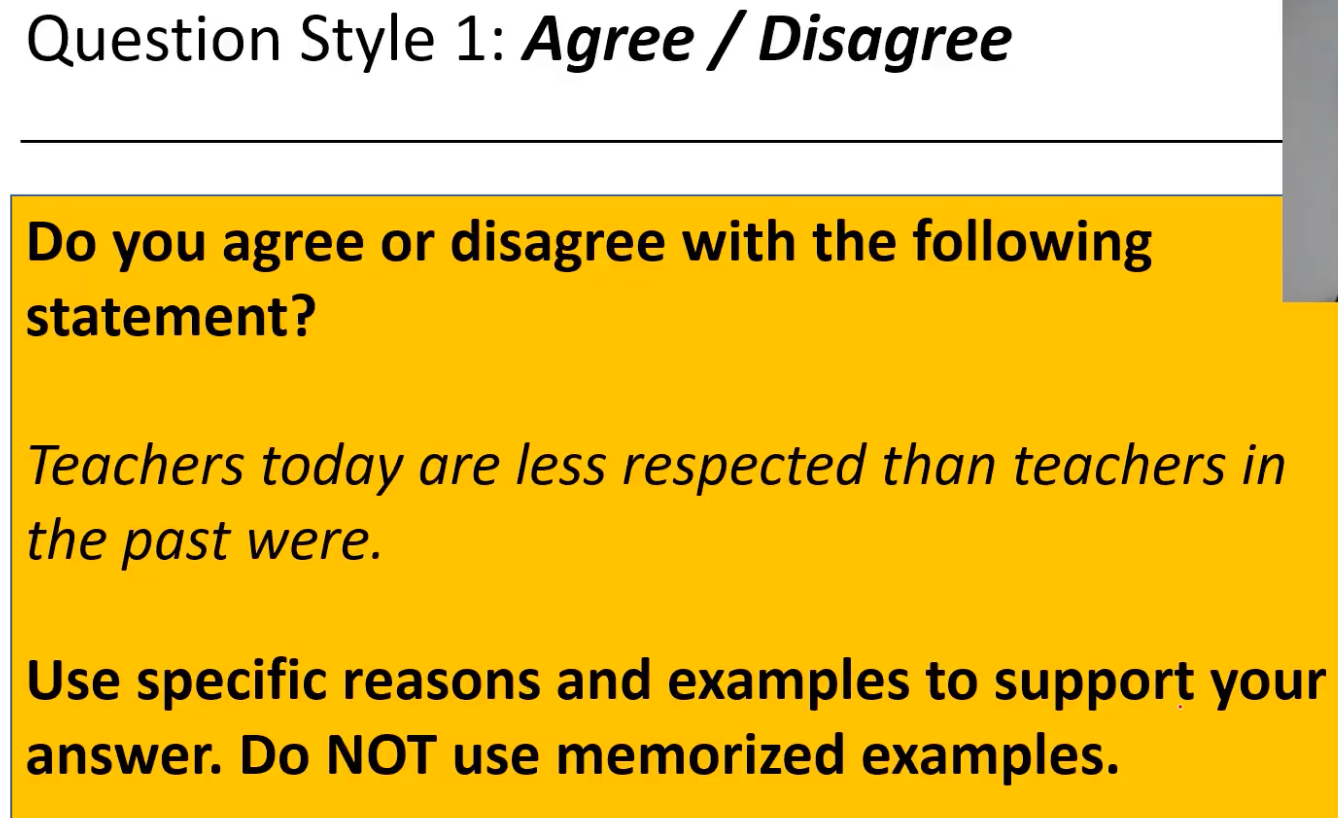 Question Style 1: Agree / Disagree
Do you agree or disagree with the following
statement?
Teachers today are less respected than teachers in
the past were.
Use specific reasons and examples to support your
answer. Do NOT use memorized examples.